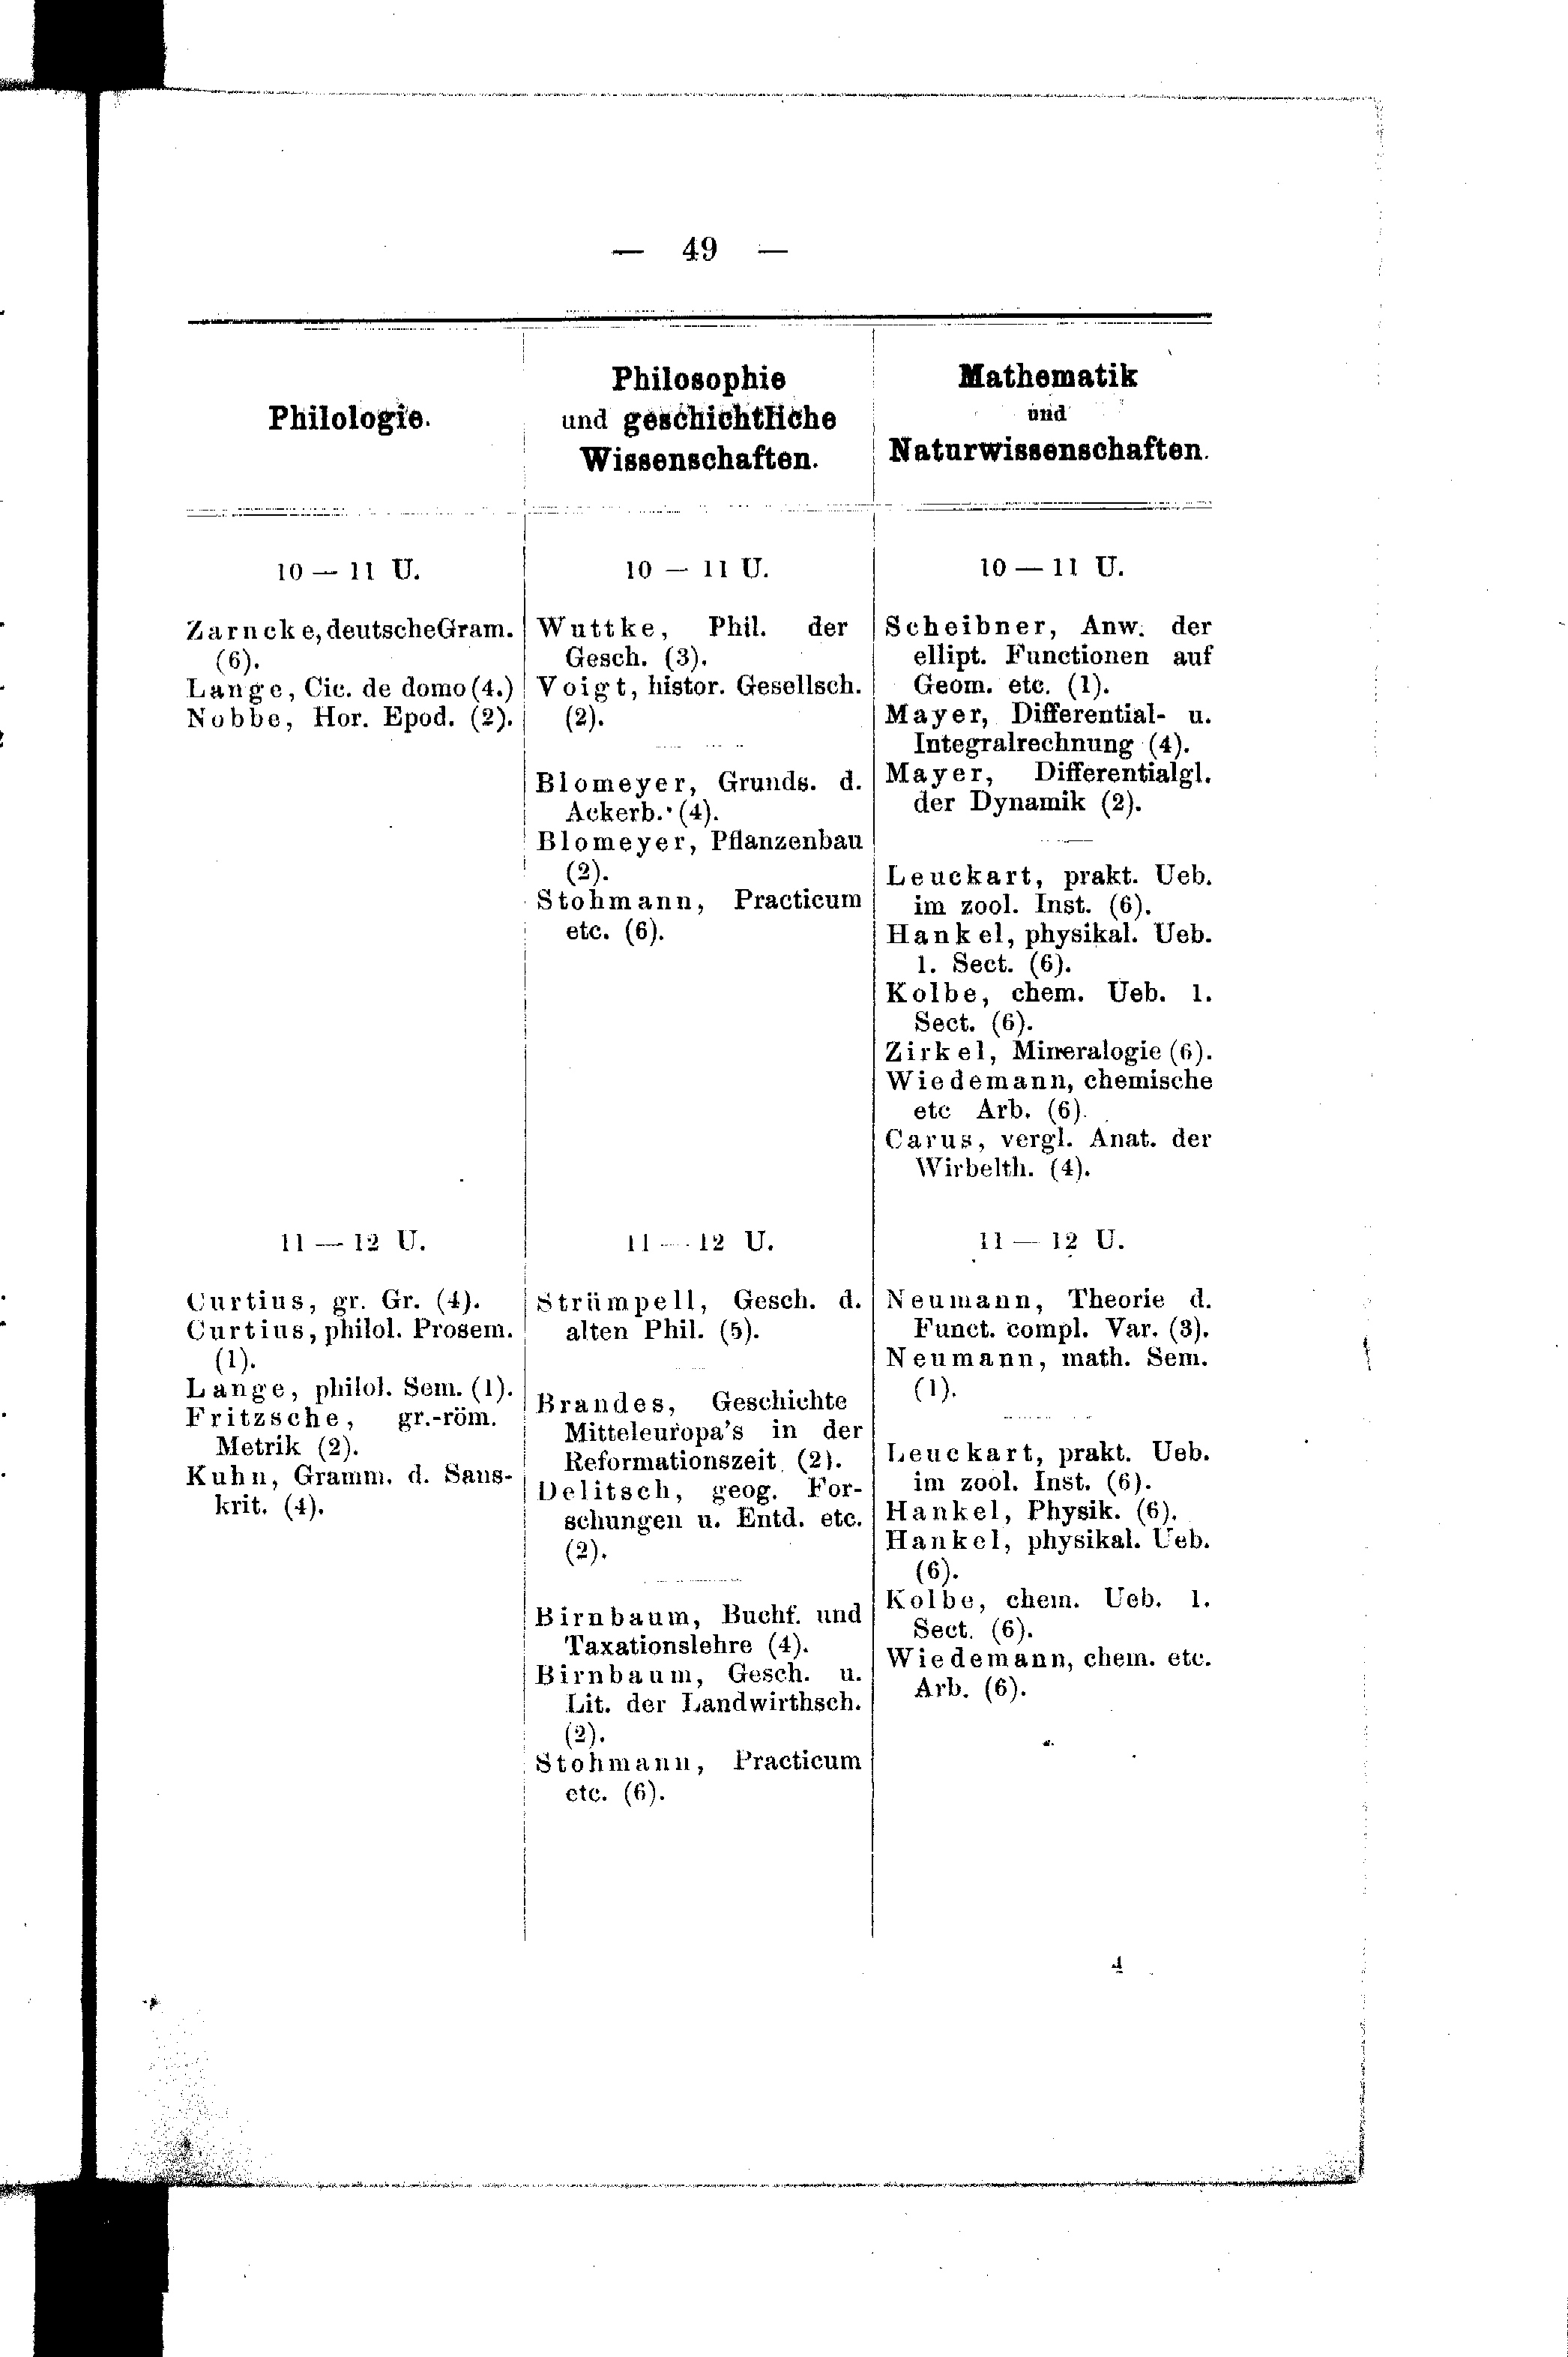 — 49 —
Philologie.
10 — 11 U.
Zarncke, deutsche Gram.
(6).
Lange, Cic. de domo (4.)
Nobbe, Hor. Epod. (2).
11 — 12 U.
Curtius, gr. Gr. (4).
Curtius, philol. Prosem.
(1).
Lange, philol. Sem. (1).
Fritzsche, gr.-röm.
Metrik (2).
Kuhn, Gramm. d. Sans-
krit. (4).
Philosophie
und geschichtliche
Wissenschaften.
10 — 11 U.
Wuttke, Phil. der
Gesch. (3).
Voigt, histor. Gesellsch.
(2).
Blomeyer, Grunds. d.
Ackerb. (4).
Blomeyer, Pflanzenbau
(2).
Stohmann, Practicum
etc. (6).
11 — 12 U.
Strümpell, Gesch. d.
alten Phil. (5).
Brandes, Geschichte
Mitteleuropa's in der
Reformationszeit (2).
Delitsch, geog. For-
schungen u. Entd. etc.
(2).
Birnbaum, Buchf. und
Taxationslehre (4).
Birnbaum, Gesch. u.
Lit. der Landwirthsch.
(2).
Stohmann, Practicum
etc. (6).
Mathematik
und
Naturwissenschaften.
10 — 11 U.
Scheibner, Anw. der
ellipt. Functionen auf
Geom. etc. (1).
Mayer, Differential- u.
Integralrechnung (4).
Mayer, Differentialgl.
der Dynamik (2).
Leuckart, prakt. Ueb.
im zool. Inst. (6).
Hankel, physikal. Ueb.
1. Sect. (6).
Kolbe, chem. Ueb. 1.
Sect. (6).
Zirkel, Mineralogie (6).
Wiedemann, chemische
etc Arb. (6).
Carus, vergl. Anat. der
Wirbelth. (4).
11 — 12 U.
Neumann, Theorie d.
Funct. compl. Var. (3).
Neumann, math. Sem.
(1).
Leuckart, prakt. Ueb.
im zool. Inst. (6).
Hankel, Physik. (6).
Hankel, physikal. Ueb.
(6).
Kolbe, chem. Ueb. 1.
Sect. (6).
Wiedemann, chem. etc.
Arb. (6).
4